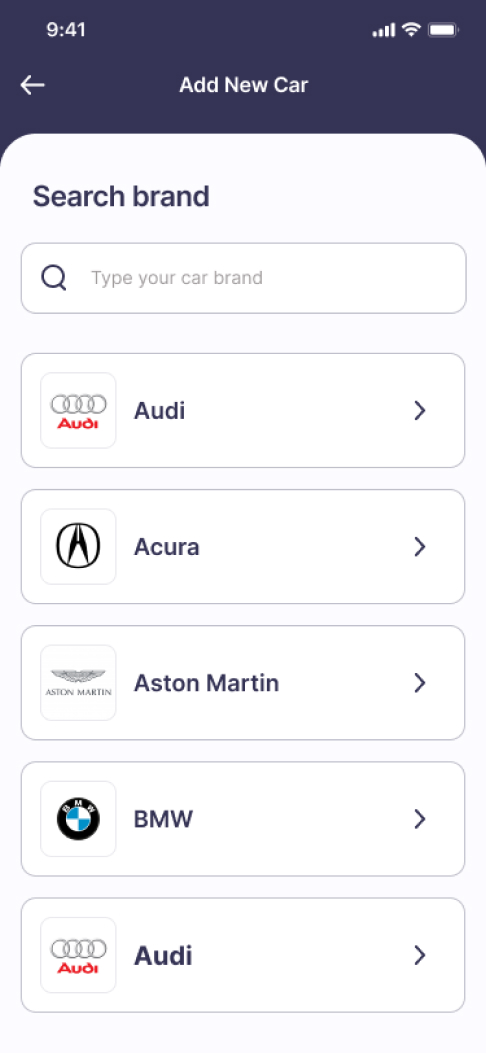 9:41
Add New Car
Search brand
Type your car brand
Audi
Audi
Acura
ASTON MARTIN
Aston Martin
BMW
BMW
Audi
Audi